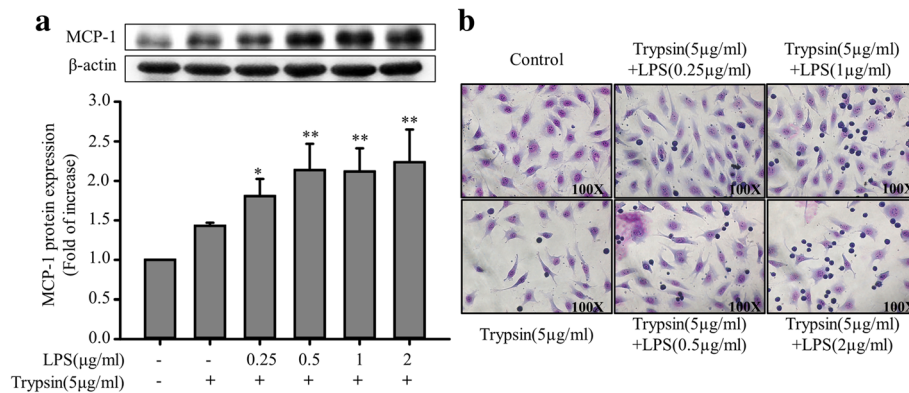 a
MCP-1
β-actin
MCP-1 protein expression
(Fold of increase)
3.0
2.5
2.0
1.5
1.0
0.5
0.0
*
**
**
**
LPS(μg/ml) - - 0.25 0.5 1 2
Trypsin(5μg/ml) - + + + + +
b
Control
Trypsin(5μg/ml)
+LPS(0.25μg/ml)
Trypsin(5μg/ml)
+LPS(1μg/ml)
100X
100X
100X
100X
100X
100X
Trypsin(5μg/ml)
Trypsin(5μg/ml)
+LPS(0.5μg/ml)
Trypsin(5μg/ml)
+LPS(2μg/ml)